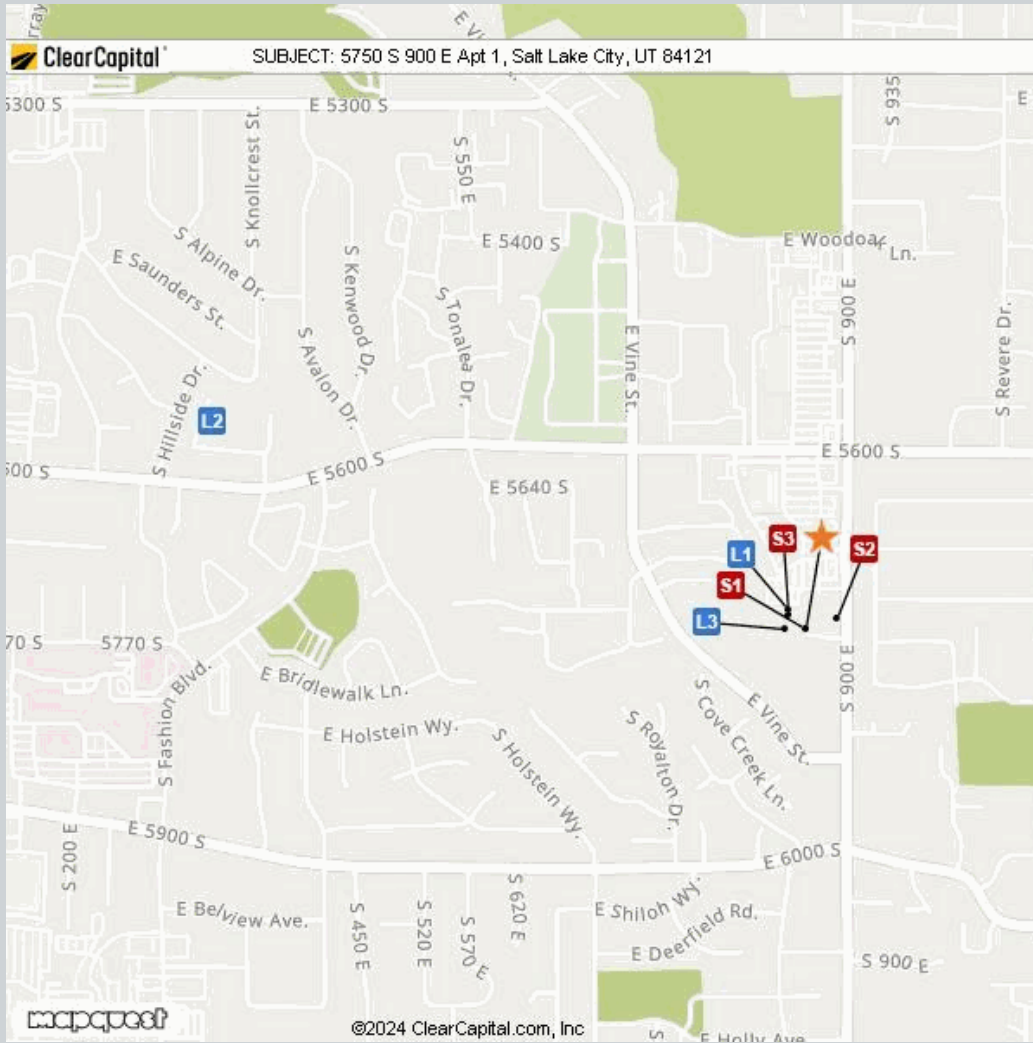 ClearCapital
SUBJECT: 5750 S 900 E Apt 1, Salt Lake City, UT 84121
5300 S
E 5300 S
S 935
E
S Knollcrest St.
S 550 E
S Alpine Dr.
E Saunders St.
S Kenwood Dr.
E 5400 S
S Tonalea Dr.
S Avalon Dr.
S Hillside Dr.
E Vine St.
E Woodoak Ln.
S 900 E
S Revere Dr.
L2
E 5600 S
E 5600 S
E 5640 S
L1
S3
S2
S1
L3
5770 S
S Fashion Blvd.
E Bridlewalk Ln.
E Holstein Wy.
S Holstein Wy.
S Royalton Dr.
S Cove Creek Ln.
E Vine St.
S 900 E
E 5900 S
S 200 E
E 6000 S
E Belview Ave.
S 450 E
S 520 E
S 570 E
S 620 E
E Shiloh Wy.
E Deerfield Rd.
S 900 E
E Holly Ave
mapquest
©2024 ClearCapital.com, Inc